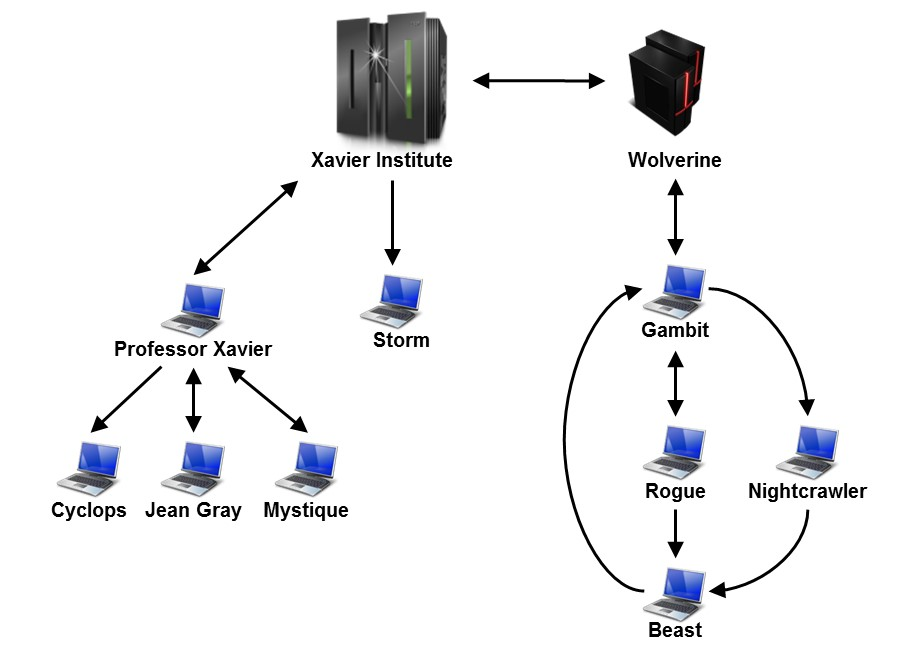 Xavier Institute
Wolverine
Professor Xavier
Storm
Gambit
Cyclops
Jean Gray
Mystique
Rogue
Nightcrawler
Beast